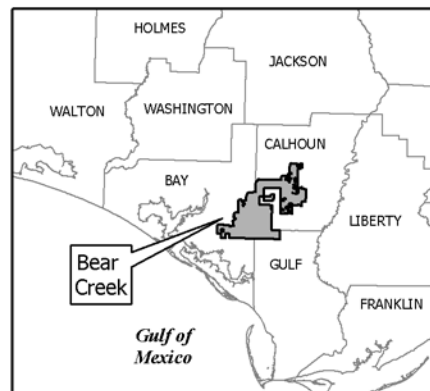 HOLMES
JACKSON
WALTON
WASHINGTON
CALHOUN
BAY
LIBERTY
Bear
Creek
GULF
FRANKLIN
Gulf of
Mexico